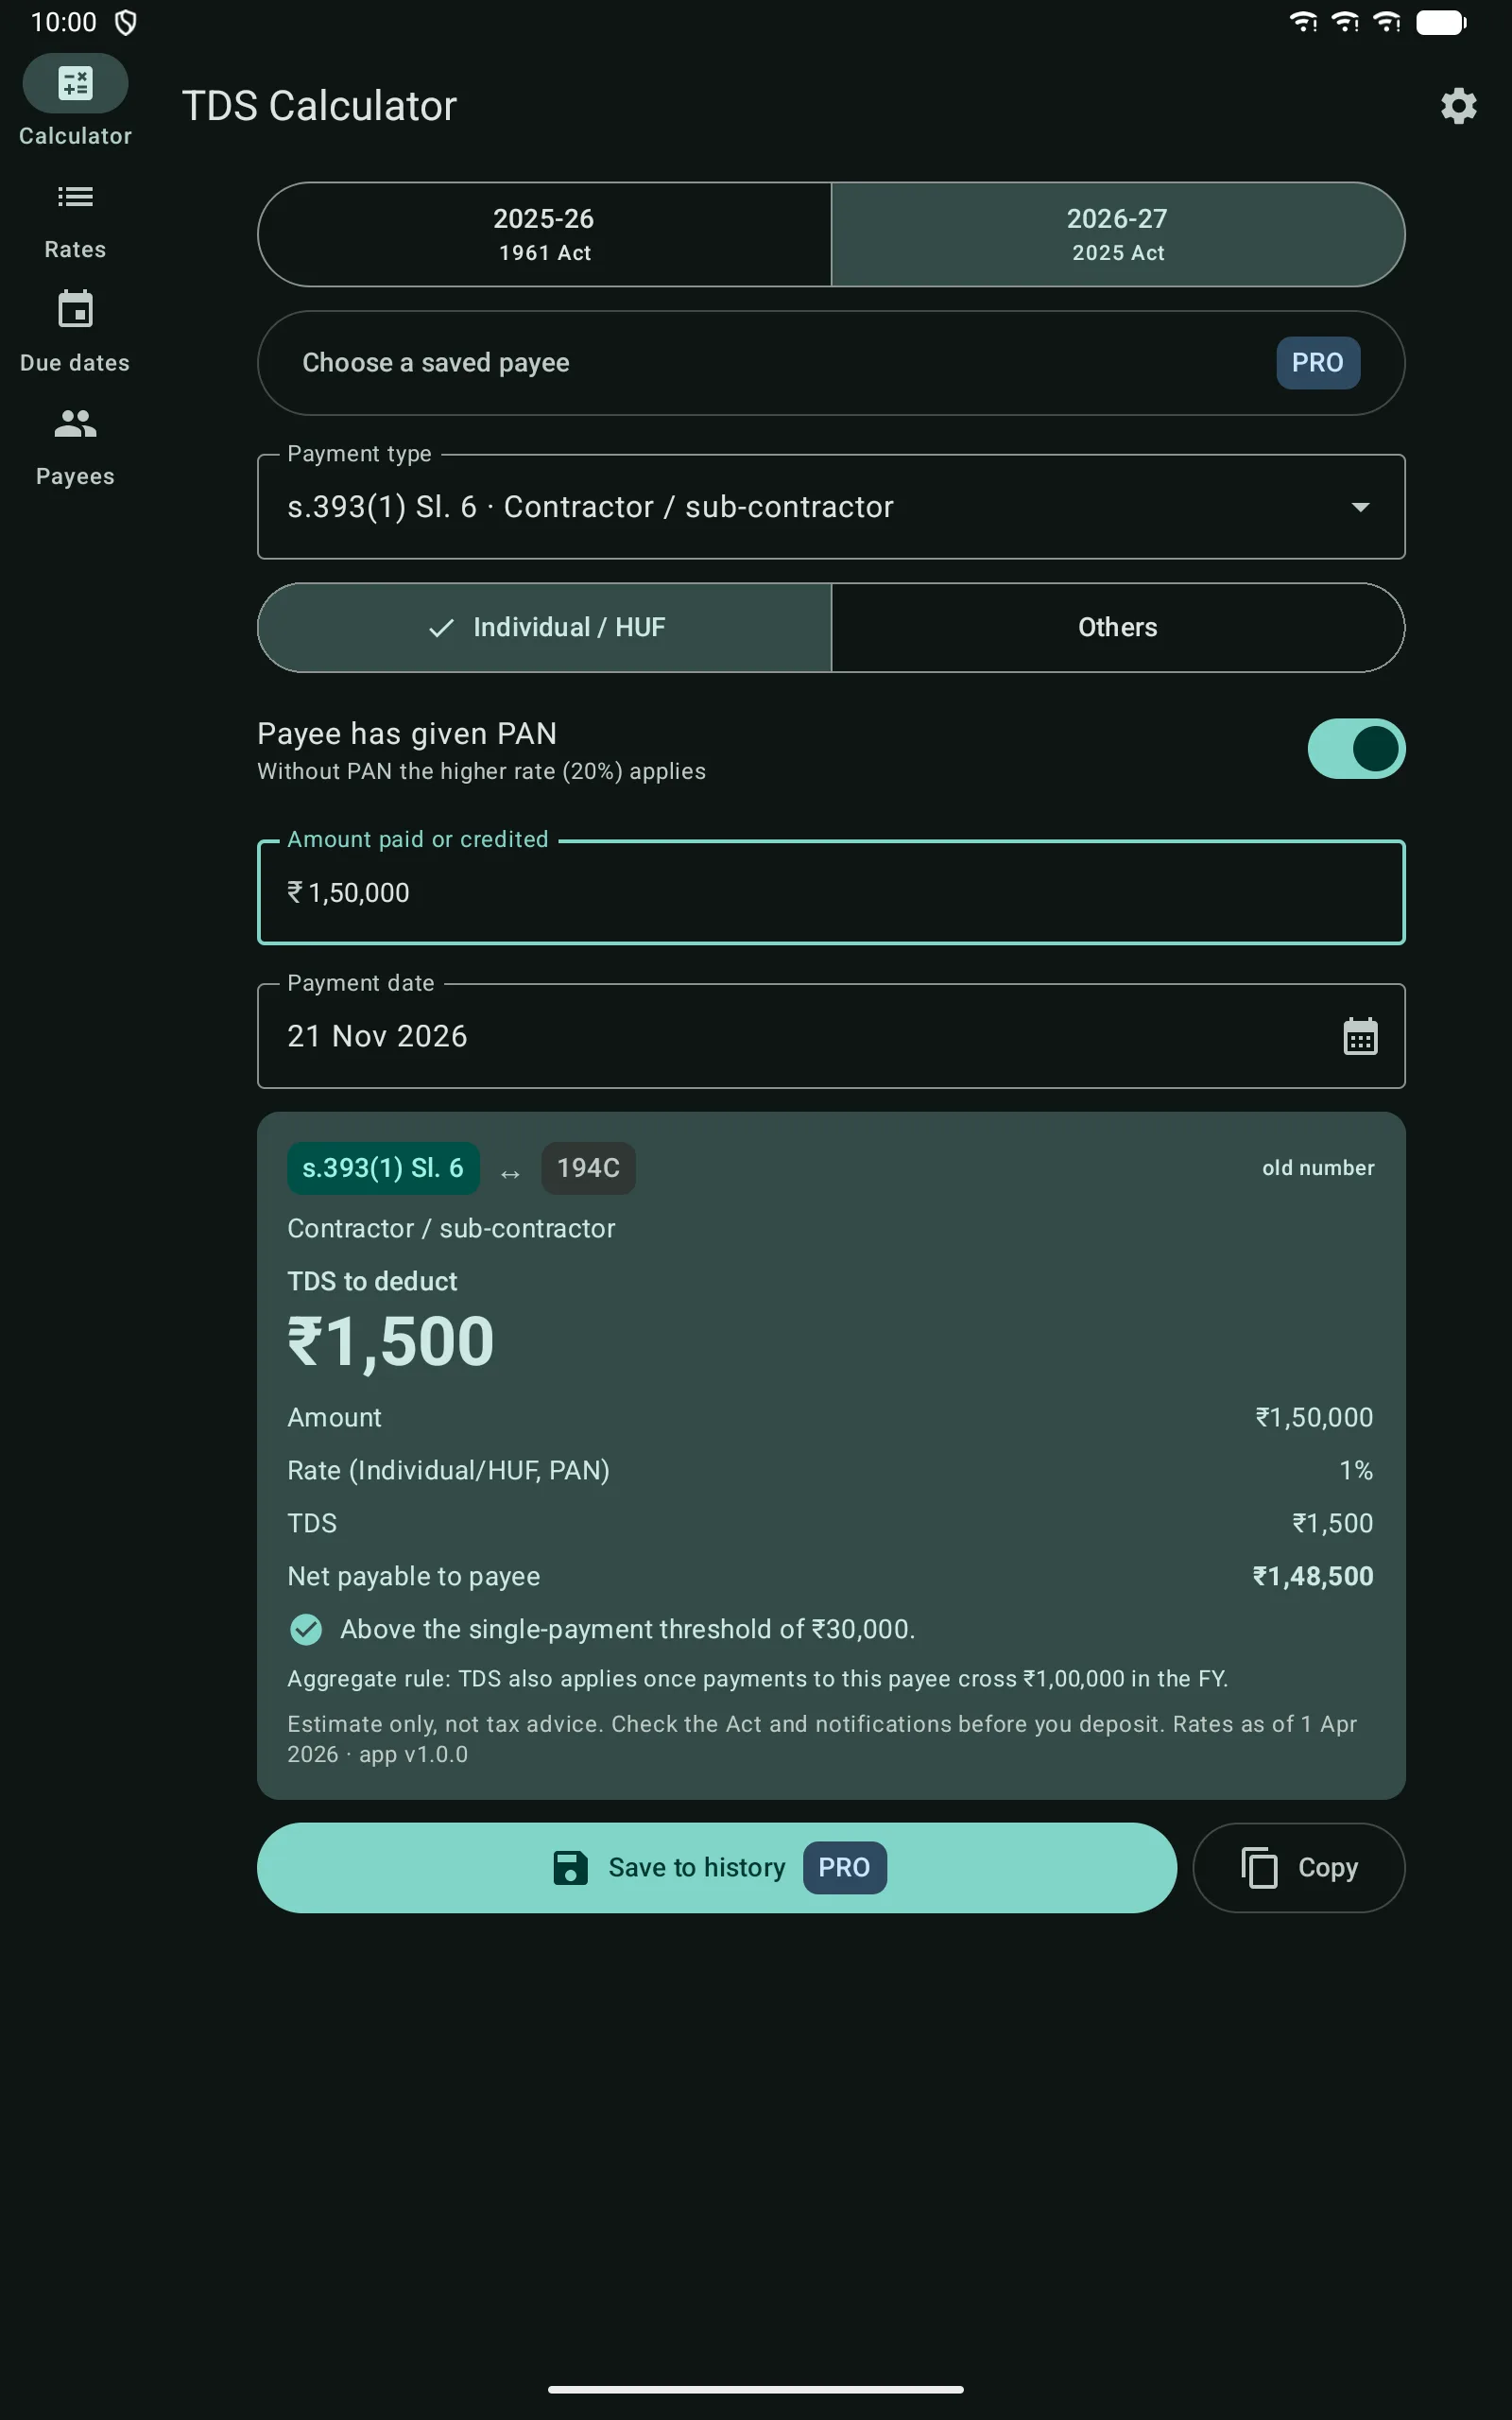 10:00
Calculator
Rates
Due dates
Payees
TDS Calculator
2025-26
1961 Act
2026-27
2025 Act
Choose a saved payee
PRO
Payment type
s.393(1) Sl. 6 · Contractor / sub-contractor
Individual / HUF
Others
Payee has given PAN
Without PAN the higher rate (20%) applies
Amount paid or credited
₹ 1,50,000
Payment date
21 Nov 2026
s.393(1) Sl. 6 ↔ 194C
old number
Contractor / sub-contractor
TDS to deduct
₹1,500
Amount ₹1,50,000
Rate (Individual/HUF, PAN) 1%
TDS ₹1,500
Net payable to payee ₹1,48,500
Above the single-payment threshold of ₹30,000.
Aggregate rule: TDS also applies once payments to this payee cross ₹1,00,000 in the FY.
Estimate only, not tax advice. Check the Act and notifications before you deposit. Rates as of 1 Apr
2026 · app v1.0.0
Save to history PRO
Copy